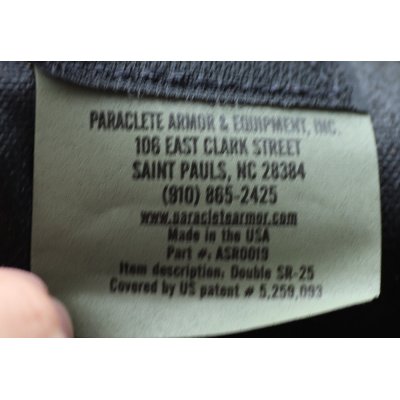 PARACLETE ARMOR & EQUIPMENT, INC.
106 EAST CLARK STREET
SAINT PAULS, NC 28384
(910) 865-2425
www.paracletearmor.com
Made in the USA
Part #: ASR0019
Item description: Double SR-25
Covered by US patent # 5,259,093